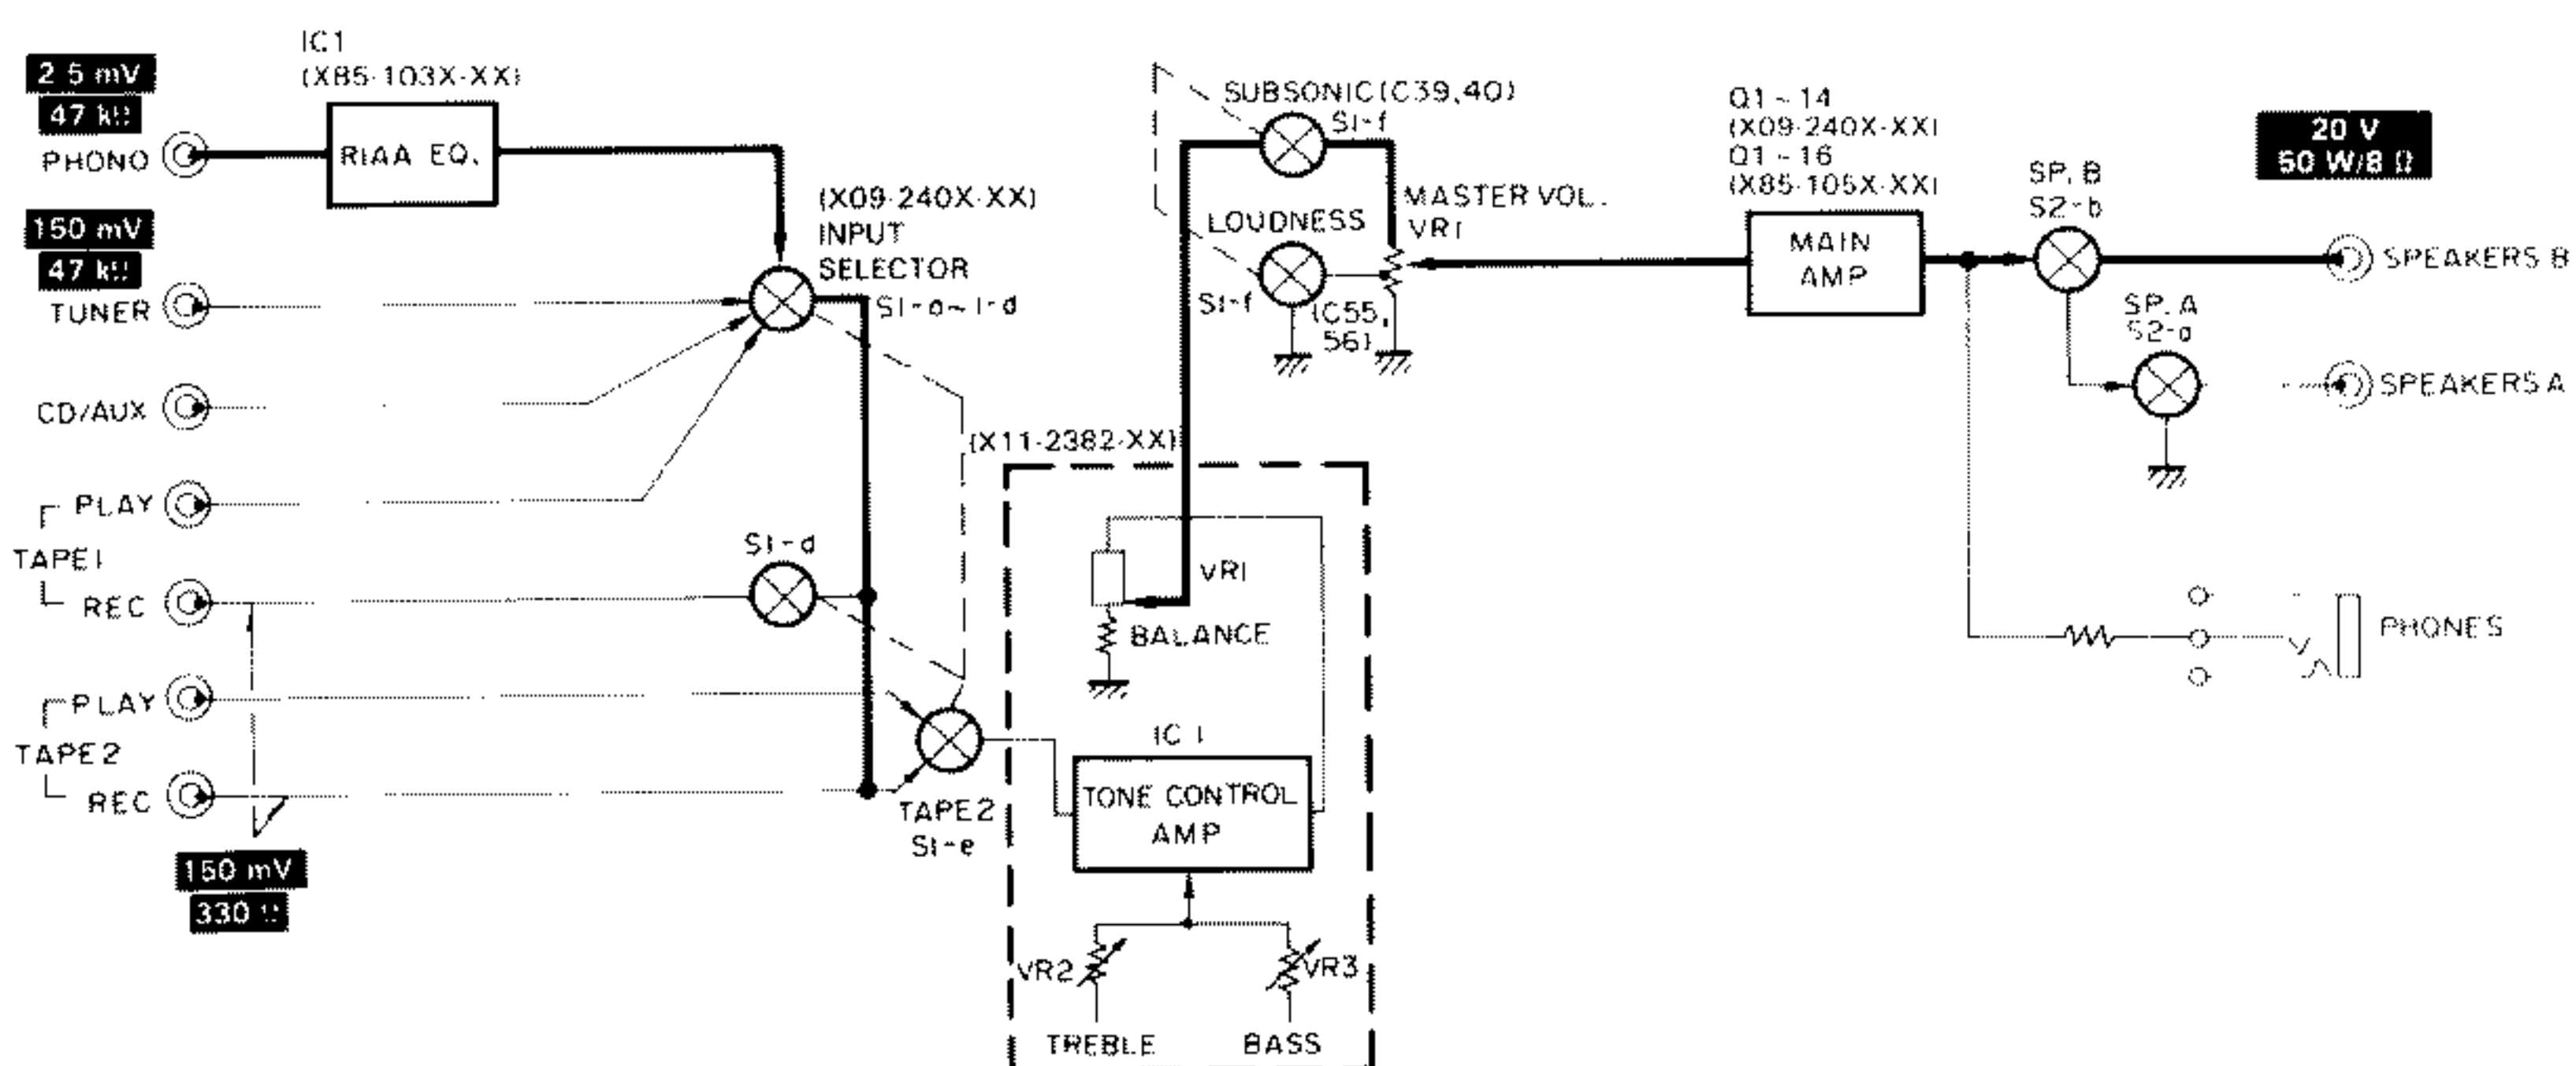 IC1
(X85-103X-XX)
2.5 mV
47 kΩ
PHONO
RIAA EQ.
150 mV
47 kΩ
TUNER
(X09-240X-XX)
INPUT
SELECTOR
S1-a~1-d
CD/AUX
PLAY
TAPE1
REC
S1-d
PLAY
TAPE2
REC
150 mV
330 Ω
TAPE2
S1-e
SUBSONIC(C39,40)
S1-f
LOUDNESS
S1-f
(C55,
56)
MASTER VOL.
VR1
(X11-2382-XX)
VR1
BALANCE
IC1
TONE CONTROL
AMP
VR2
VR3
TREBLE
BASS
Q1~14
(X09-240X-XX)
Q1~16
(X85-105X-XX)
MAIN
AMP
SP. B
S2-b
SP. A
S2-a
20 V
50 W/8 Ω
SPEAKERS B
SPEAKERS A
PHONES